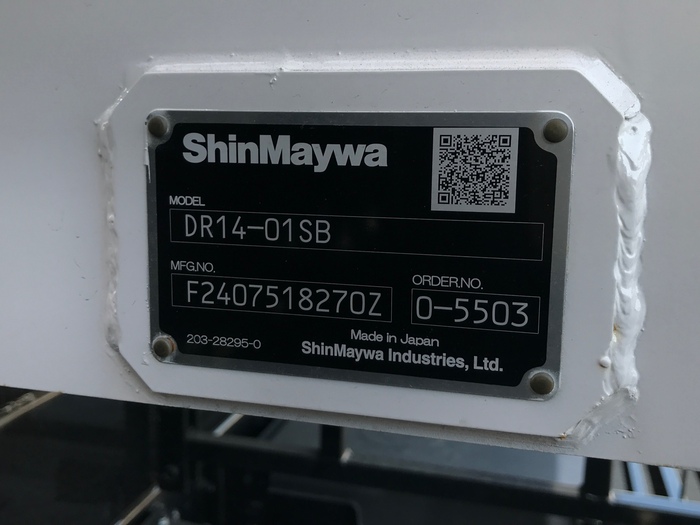 ShinMaywa
MODEL
DR14-01SB
MFG.NO.
F2407518270Z
ORDER.NO.
0-5503
203-28295-0
Made in Japan
ShinMaywa Industries, Ltd.